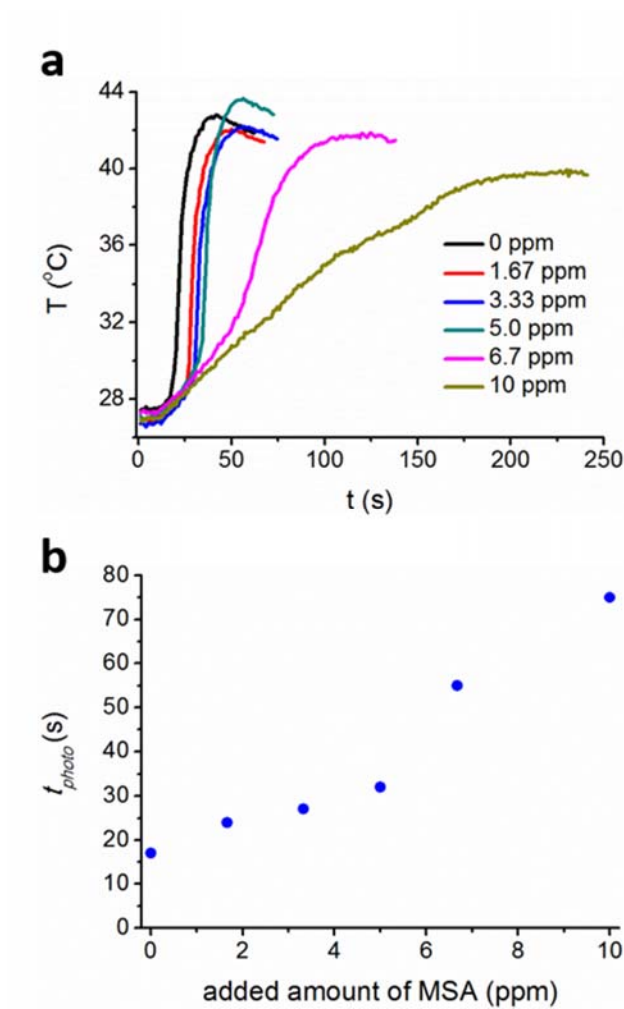 a
44
40
36
32
28
T (°C)
0 ppm
1.67 ppm
3.33 ppm
5.0 ppm
6.7 ppm
10 ppm
0 50 100 150 200 250
t (s)
b
80
70
60
50
40
30
20
10
0
t photo (s)
0 2 4 6 8 10
added amount of MSA (ppm)